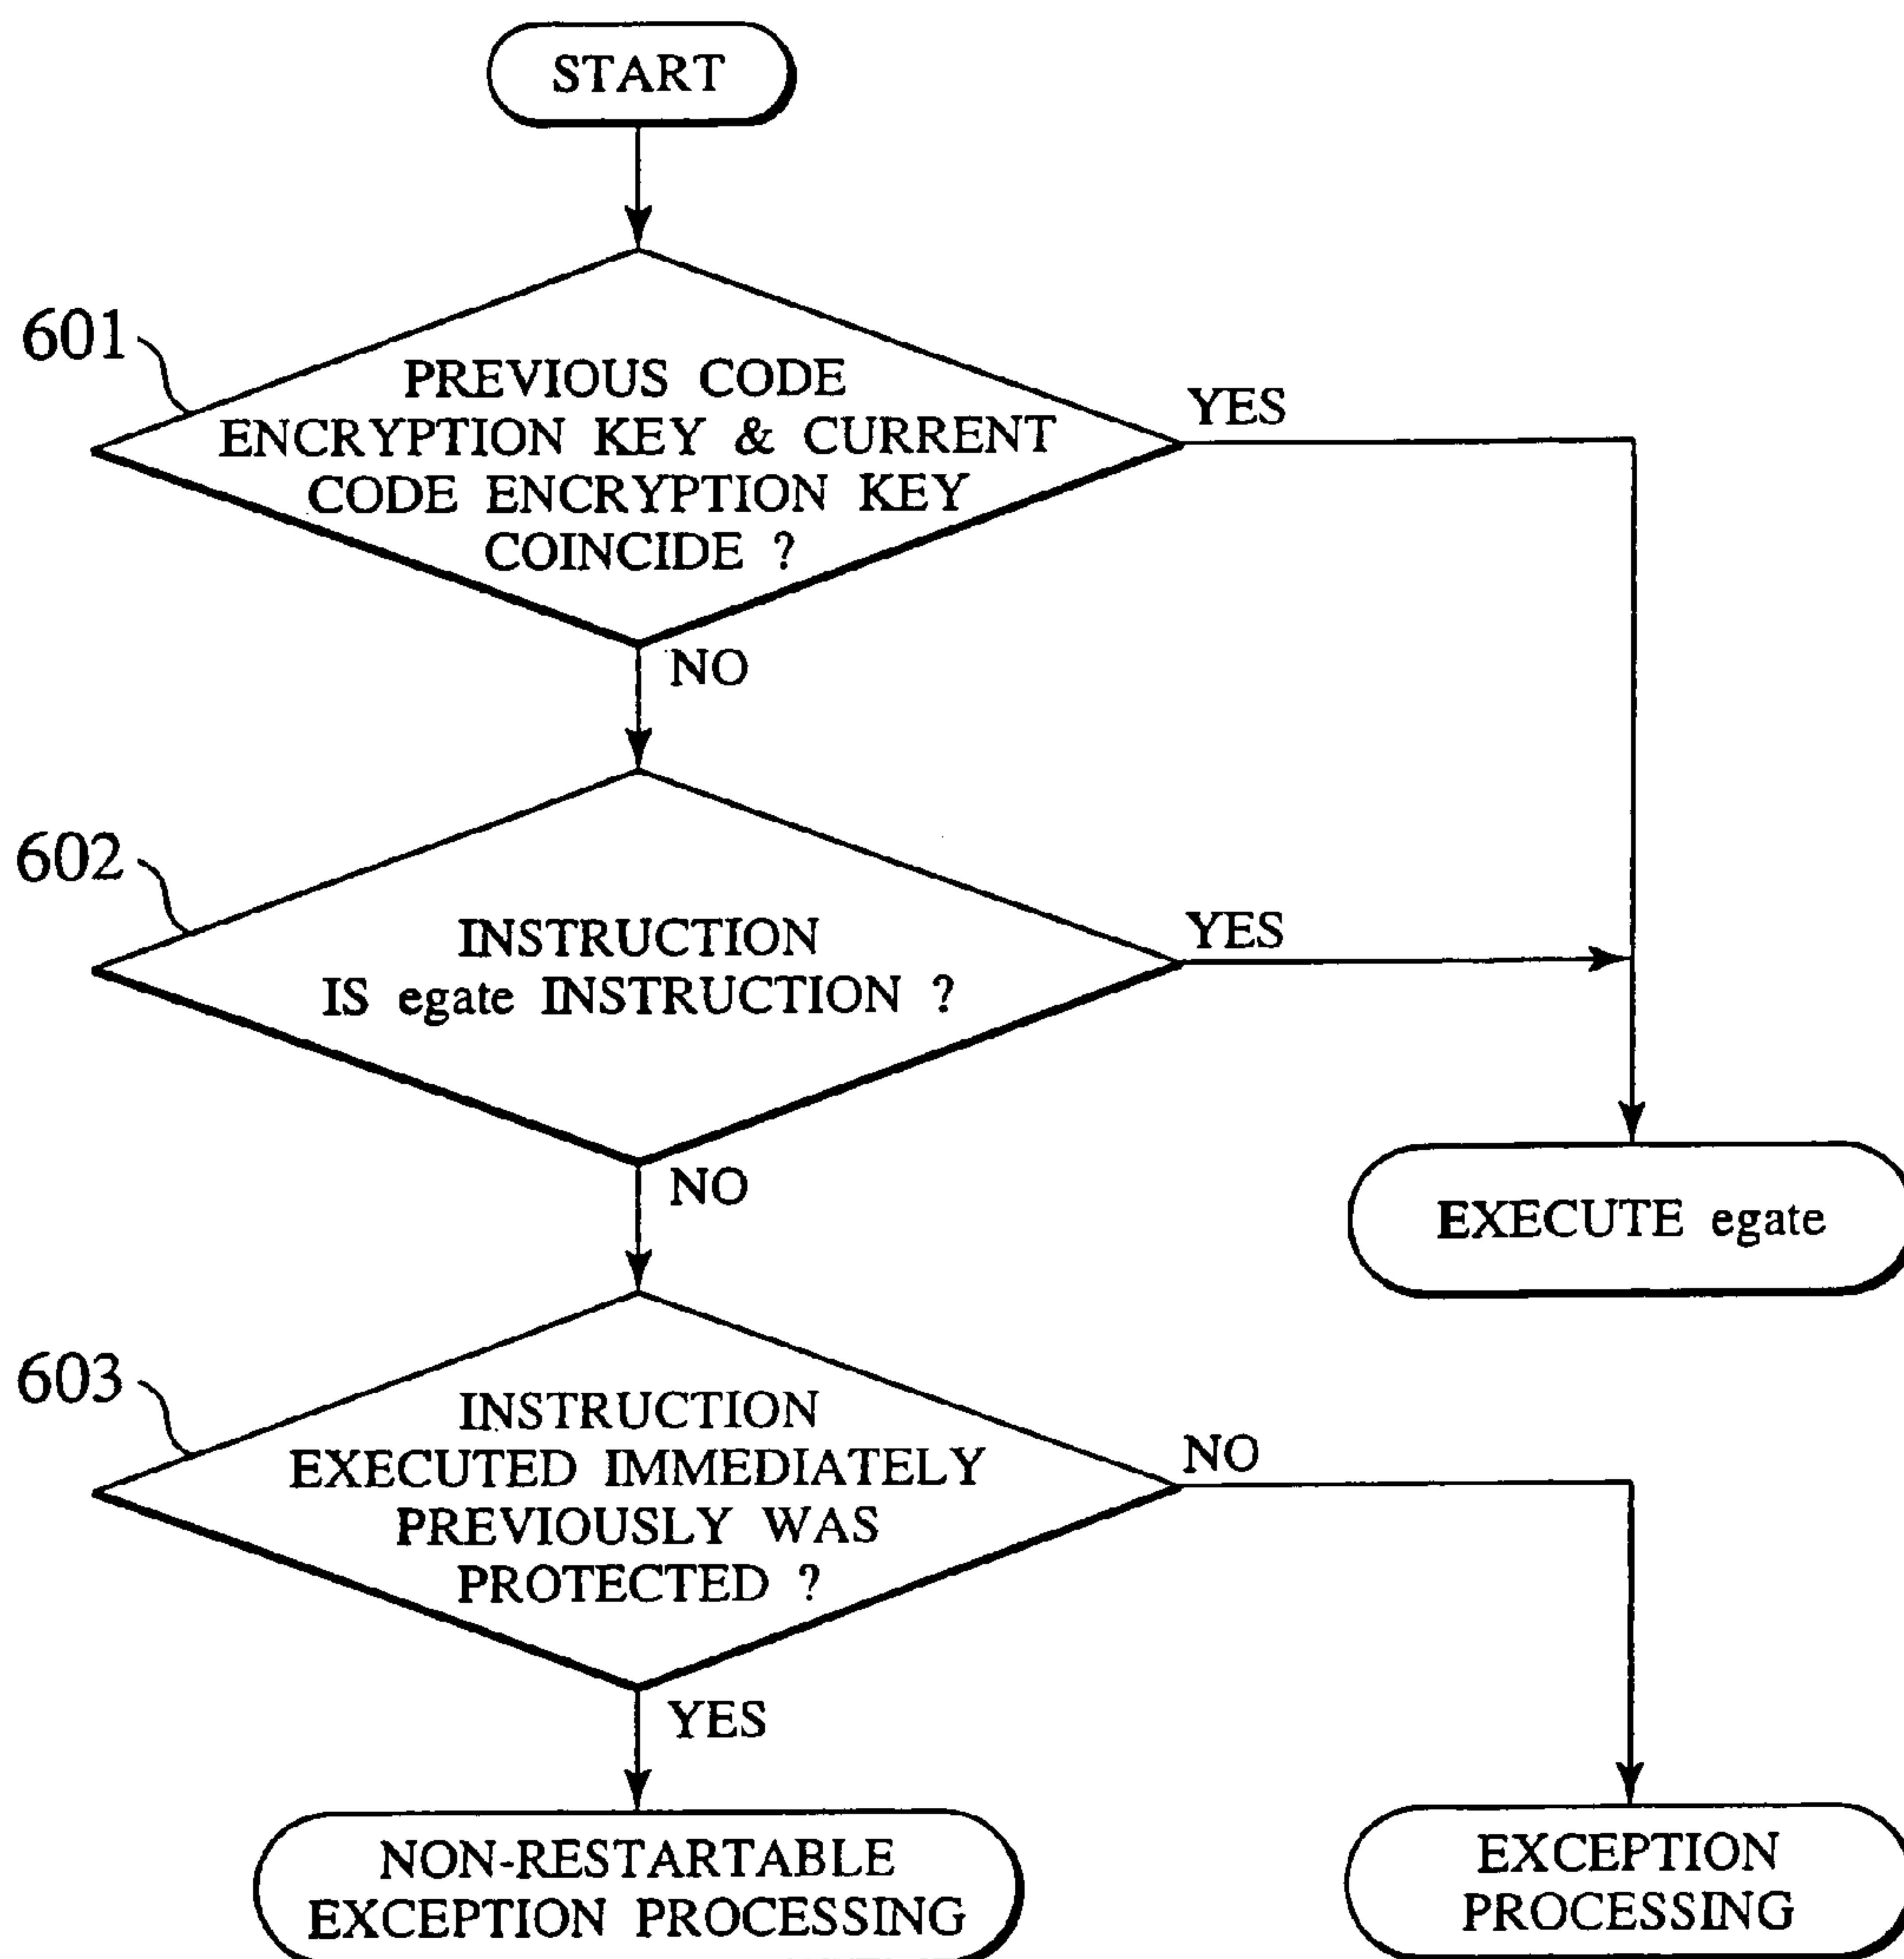 START
601
PREVIOUS CODE
ENCRYPTION KEY & CURRENT
CODE ENCRYPTION KEY
COINCIDE ?
YES
NO
602
INSTRUCTION
IS egate INSTRUCTION ?
YES
NO
EXECUTE egate
603
INSTRUCTION
EXECUTED IMMEDIATELY
PREVIOUSLY WAS
PROTECTED ?
NO
YES
NON-RESTARTABLE
EXCEPTION PROCESSING
EXCEPTION
PROCESSING